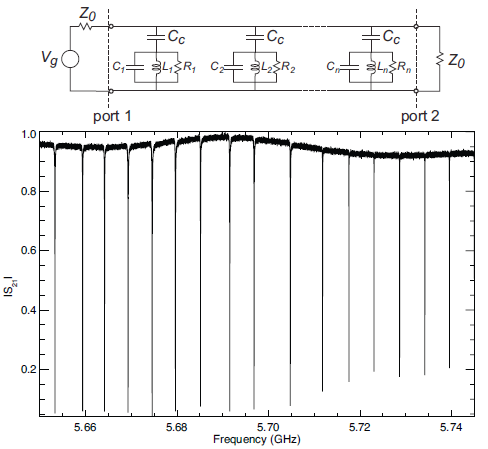 Z0
Vg
Cc Cc Cc
C1 L1 R1 C2 L2 R2 Cn Ln Rn
Z0
port 1 port 2
1.0
0.8
0.6
0.4
0.2
|S21|
5.66 5.68 5.70 5.72 5.74
Frequency (GHz)